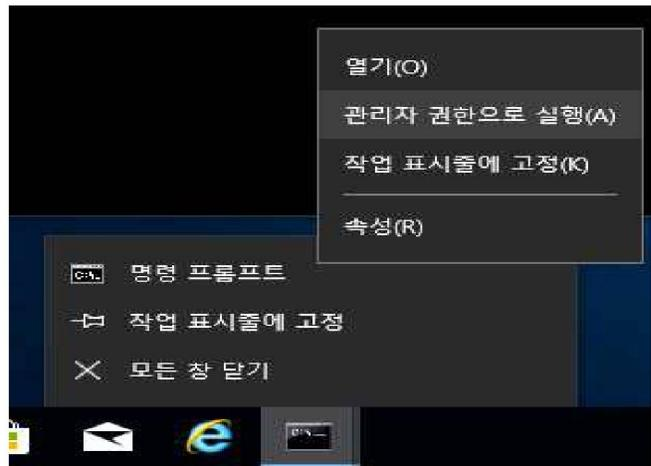 열기(O)
관리자 권한으로 실행(A)
작업 표시줄에 고정(K)
속성(R)
명령 프롬프트
작업 표시줄에 고정
모든 창 닫기